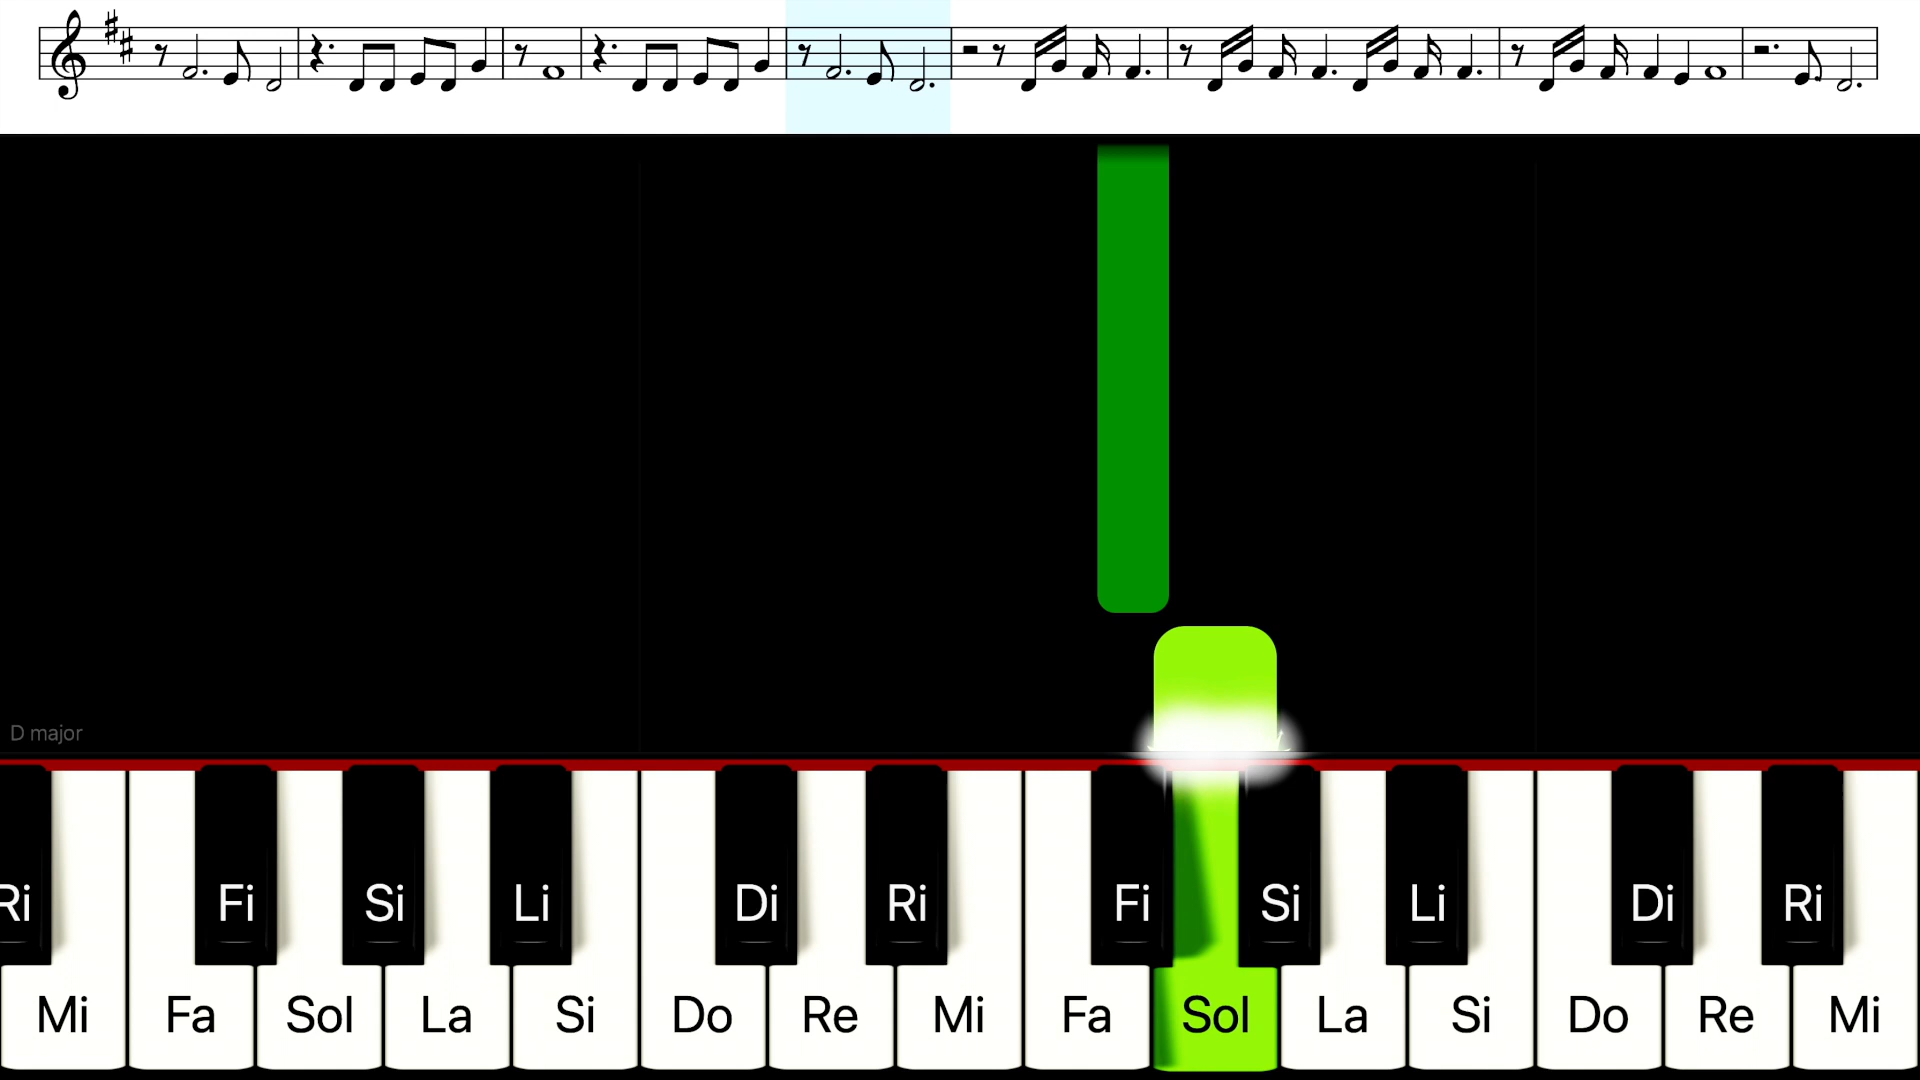 D major
Ri Fi Si Li Di Ri Fi Si Li Di Ri
Mi Fa Sol La Si Do Re Mi Fa Sol La Si Do Re Mi